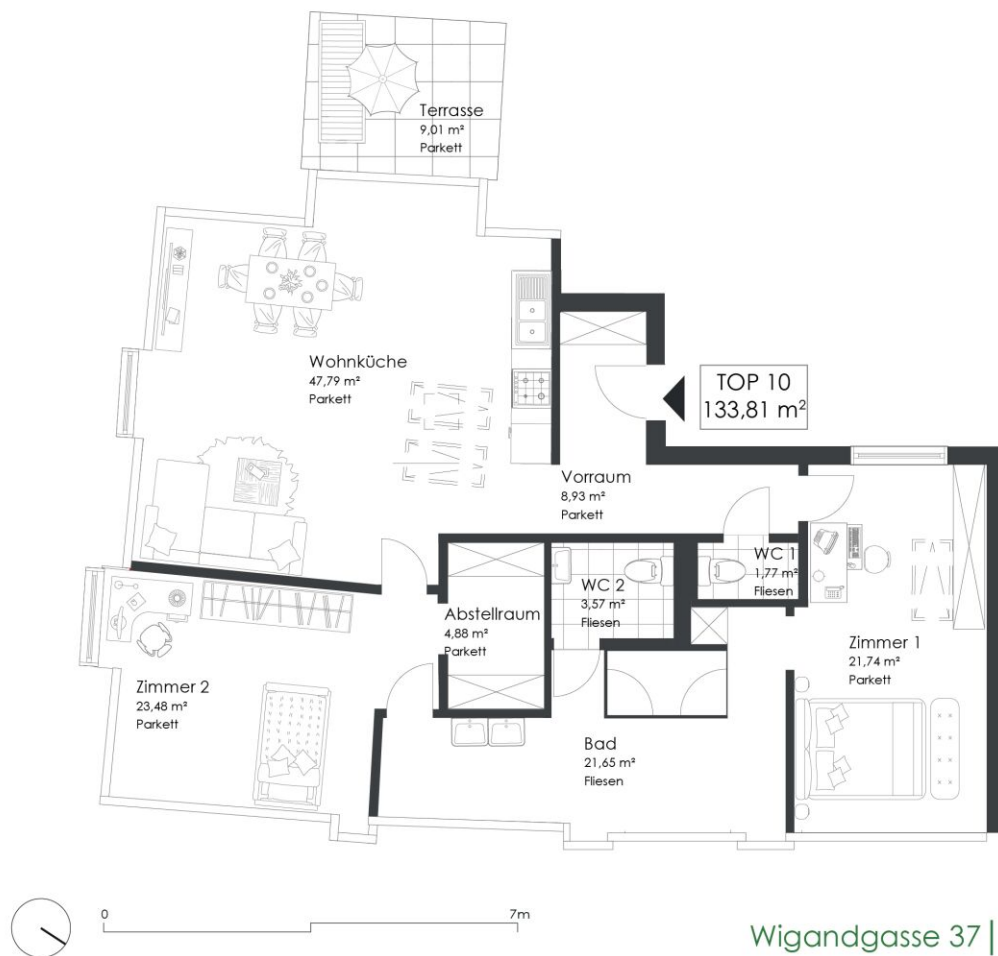 Terrasse
9,01 m²
Parkett
Wohnküche
47,79 m²
Parkett
TOP 10
133,81 m²
Vorraum
8,93 m²
Parkett
WC 1
1,77 m²
Fliesen
WC 2
3,57 m²
Fliesen
Abstellraum
4,88 m²
Parkett
Zimmer 1
21,74 m²
Parkett
Zimmer 2
23,48 m²
Parkett
Bad
21,65 m²
Fliesen
0 7m
Wigandgasse 37 |